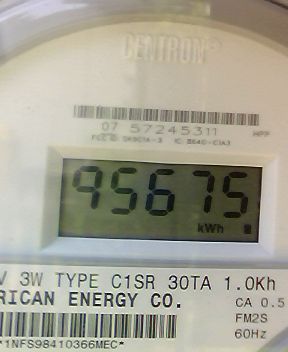 CENTRON®
07 57245311
HPP
95675
kWh
V 3W TYPE C1SR 30TA 1.0Kh
RICAN ENERGY CO.
CA 0.5
FM2S
60Hz
*1NFS98410366MEC*